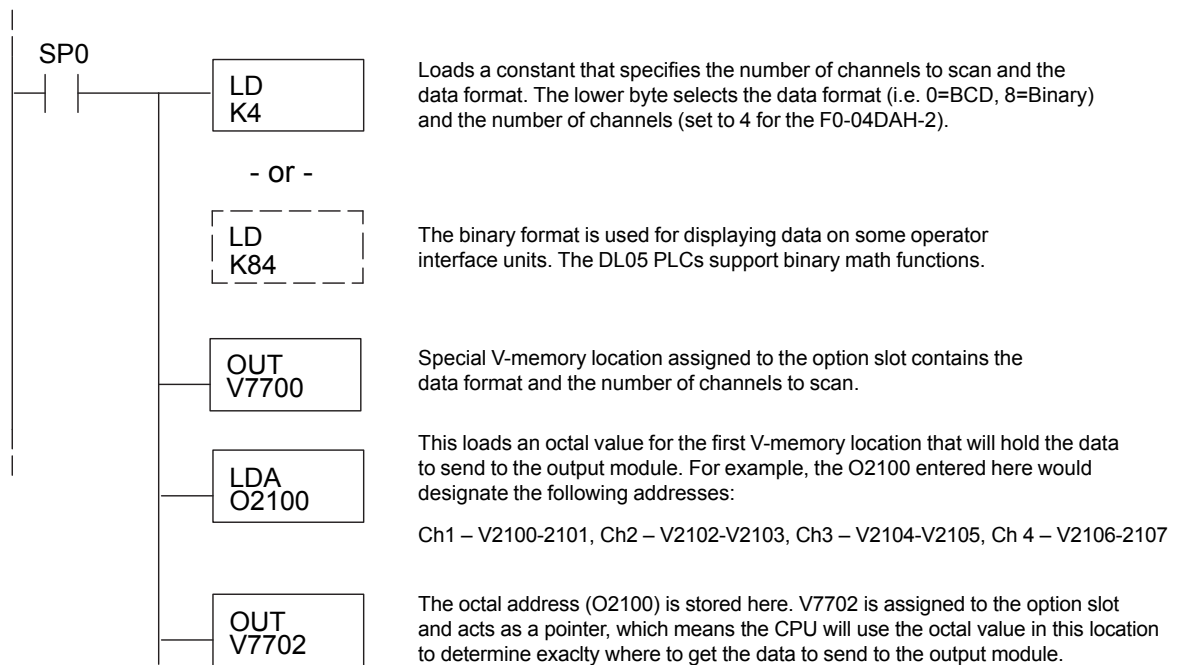 SP0
LD
K4
Loads a constant that specifies the number of channels to scan and the
data format. The lower byte selects the data format (i.e. 0=BCD, 8=Binary)
and the number of channels (set to 4 for the F0-04DAH-2).
- or -
LD
K84
The binary format is used for displaying data on some operator
interface units. The DL05 PLCs support binary math functions.
OUT
V7700
Special V-memory location assigned to the option slot contains the
data format and the number of channels to scan.
LDA
O2100
This loads an octal value for the first V-memory location that will hold the data
to send to the output module. For example, the O2100 entered here would
designate the following addresses:
Ch1 – V2100-2101, Ch2 – V2102-V2103, Ch3 – V2104-V2105, Ch 4 – V2106-2107
OUT
V7702
The octal address (O2100) is stored here. V7702 is assigned to the option slot
and acts as a pointer, which means the CPU will use the octal value in this location
to determine exaclty where to get the data to send to the output module.